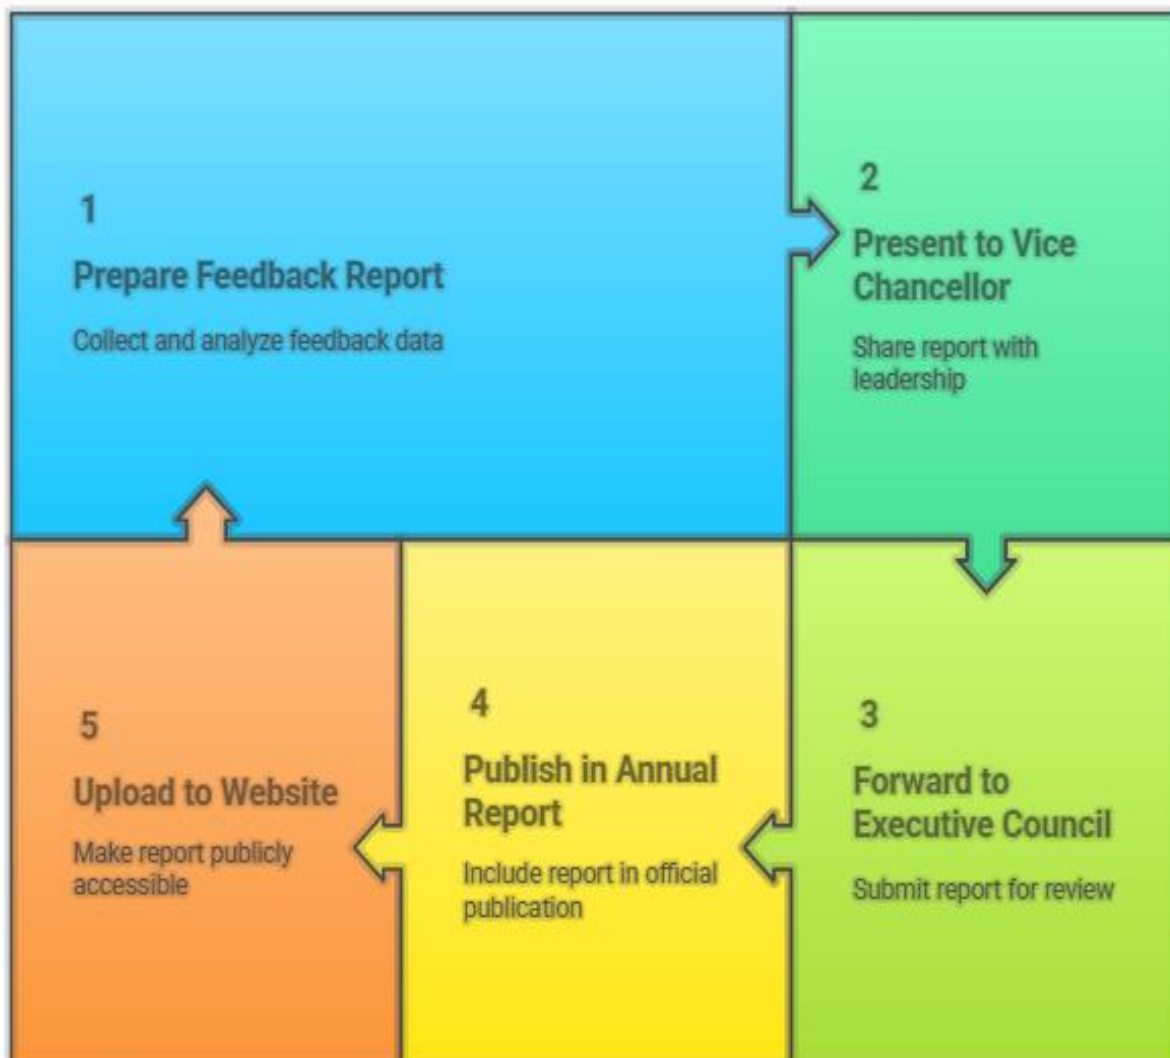 1
Prepare Feedback Report
Collect and analyze feedback data
2
Present to Vice
Chancellor
Share report with
leadership
3
Forward to
Executive Council
Submit report for review
4
Publish in Annual
Report
Include report in official
publication
5
Upload to Website
Make report publicly
accessible